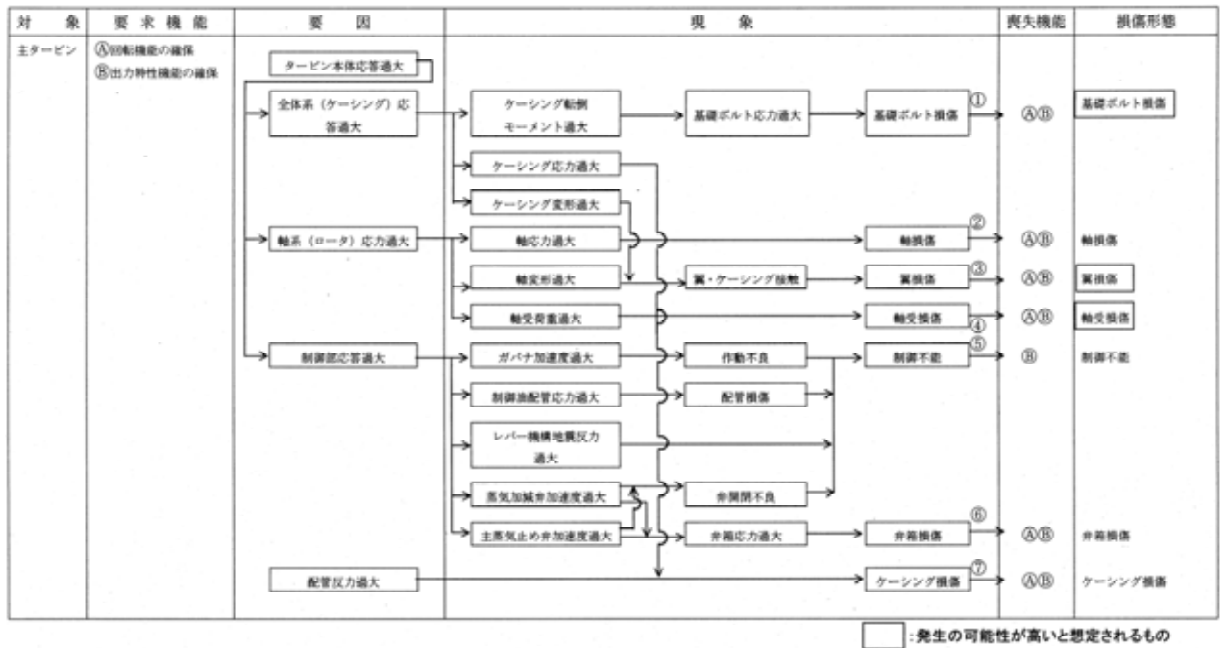 対　象
要 求 機 能
要　因
現　象
喪失機能
損傷形態
主タービン
Ⓐ回転機能の確保
Ⓑ出力特性機能の確保
タービン本体応答過大
全体系（ケーシング）応
答過大
ケーシング転倒
モーメント過大
基礎ボルト応力過大
基礎ボルト損傷
①
ⒶⒷ
基礎ボルト損傷
ケーシング応力過大
ケーシング変形過大
軸系（ロータ）応力過大
軸応力過大
軸損傷
②
ⒶⒷ
軸損傷
軸変形過大
翼・ケーシング接触
翼損傷
③
ⒶⒷ
翼損傷
軸受荷重過大
軸受損傷
④
ⒶⒷ
軸受損傷
制御部応答過大
ガバナ加速度過大
作動不良
制御不能
⑤
Ⓑ
制御不能
制御油配管応力過大
配管損傷
レバー機構地震反力
過大
蒸気加減弁加速度過大
弁開閉不良
主蒸気止め弁加速度過大
弁箱応力過大
弁箱損傷
⑥
ⒶⒷ
弁箱損傷
配管反力過大
ケーシング損傷
⑦
ⒶⒷ
ケーシング損傷
：発生の可能性が高いと想定されるもの